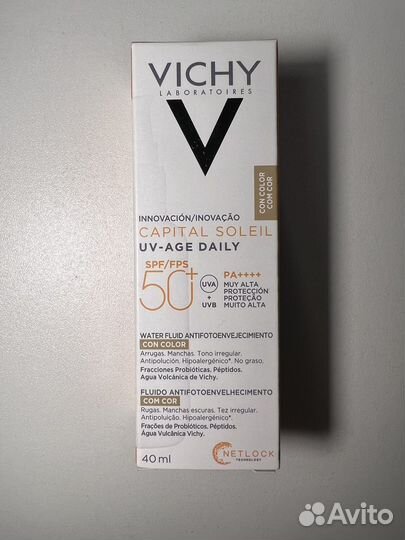 VICHY
LABORATOIRES
V
CON COLOR
COM COR
INNOVACIÓN/INOVAÇÃO
CAPITAL SOLEIL
UV-AGE DAILY
SPF/FPS
50+
UVA
+
UVB
PA++++
MUY ALTA
PROTECCIÓN
PROTEÇÃO
MUITO ALTA
WATER FLUID ANTIFOTOENVEJECIMIENTO
CON COLOR
Arrugas. Manchas. Tono irregular.
Antipolución. Hipoalergénico*. No graso.
Fracciones Probióticas. Péptidos.
Agua Volcánica de Vichy.
FLUIDO ANTIFOTOENVELHECIMENTO
COM COR
Rugas. Manchas escuras. Tez irregular.
Antipoluição. Hipoalergénico*.
Frações de Probióticos. Péptidos.
Água Vulcânica Vichy.
40 ml
NETLOCK
TECHNOLOGY
Avito